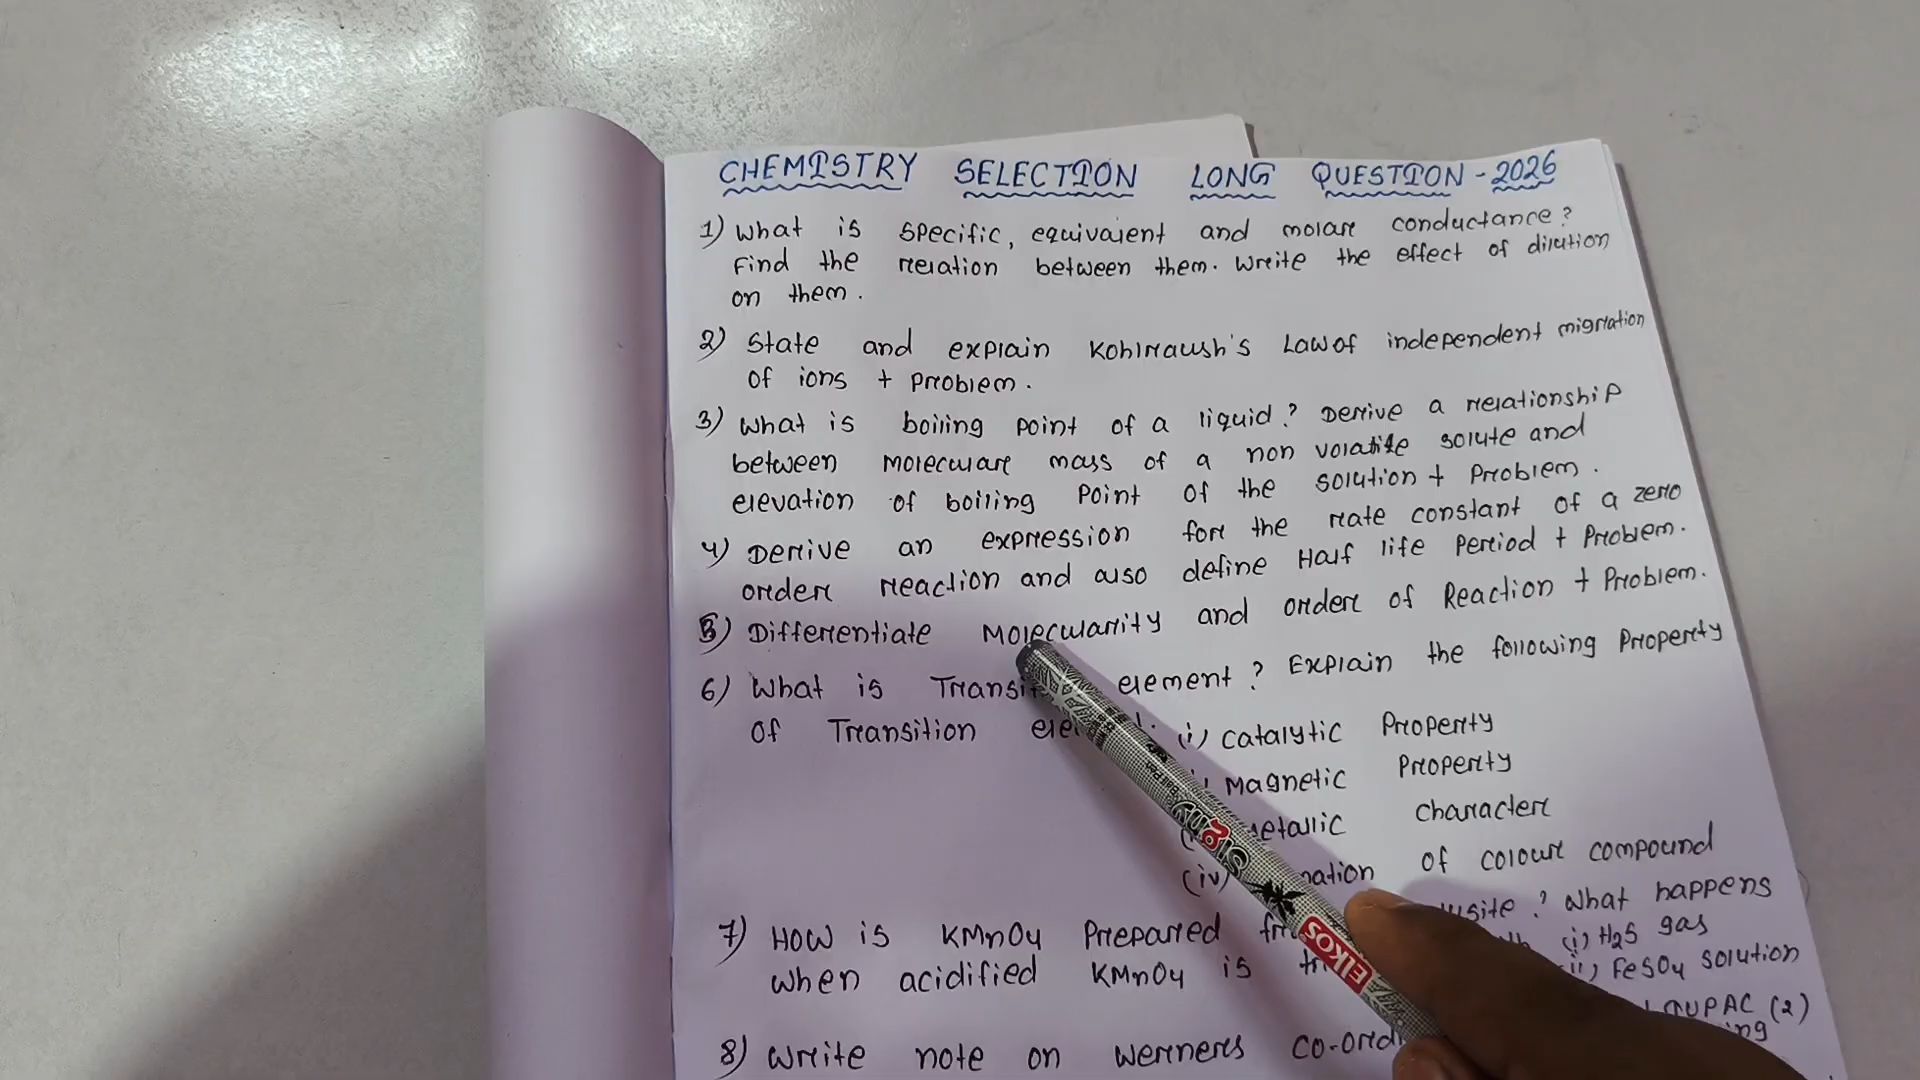 CHEMISTRY SELECTION LONG QUESTION - 2026
1) What is specific, equivalent and molar conductance?
Find the relation between them. Write the effect of dilution
on them.
2) State and explain Kohlraush's Law of independent migration
of ions + Problem.
3) What is boiling point of a liquid? Derive a relationship
between molecular mass of a non volatile solute and
elevation of boiling point of the solution + Problem.
4) Derive an expression for the rate constant of a zero
order reaction and also define Half life Period + Problem.
5) Differentiate Molecularity and order of Reaction + Problem.
6) What is element? Explain the following Property
of Transition (i) catalytic Property
Magnetic Property
metallic character
(iv) of colour compound
7) How is KMnO4 Prepared ? What happens
when acidified KMnO4 is (i) H2S gas
FeSO4 solution
IUPAC (2)
8) Write note on werners
ELKOS